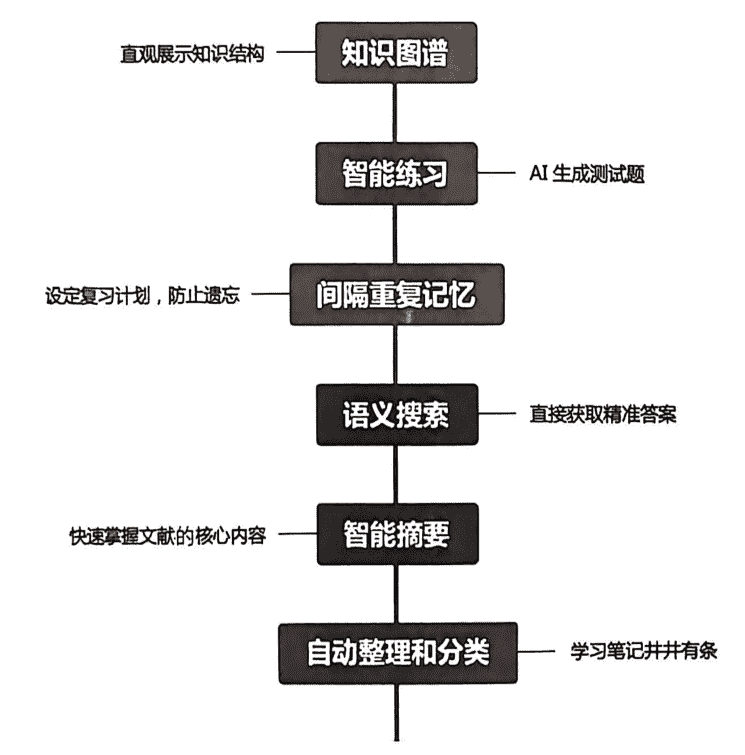 直观展示知识结构
知识图谱
智能练习
AI 生成测试题
设定复习计划，防止遗忘
间隔重复记忆
语义搜索
直接获取精准答案
快速掌握文献的核心内容
智能摘要
自动整理和分类
学习笔记井井有条